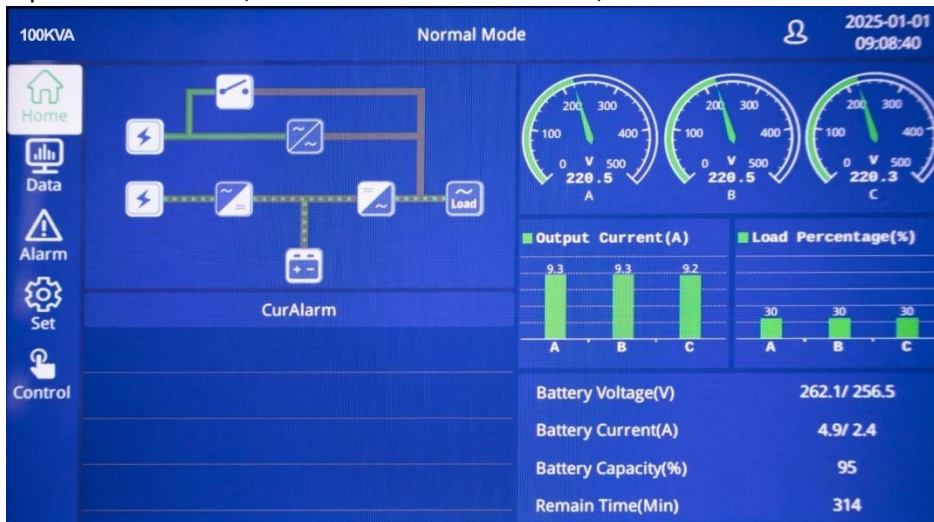 100KVA
Normal Mode
2025-01-01
09:08:40
Home
Data
Alarm
Set
Control
Load
CurAlarm
0 100 200 300 400 500
V
220.5
A
0 100 200 300 400 500
V
220.5
B
0 100 200 300 400 500
V
220.3
C
Output Current(A)
9.3 9.3 9.2
A B C
Load Percentage(%)
30 30 30
A B C
Battery Voltage(V) 262.1/ 256.5
Battery Current(A) 4.9/ 2.4
Battery Capacity(%) 95
Remain Time(Min) 314